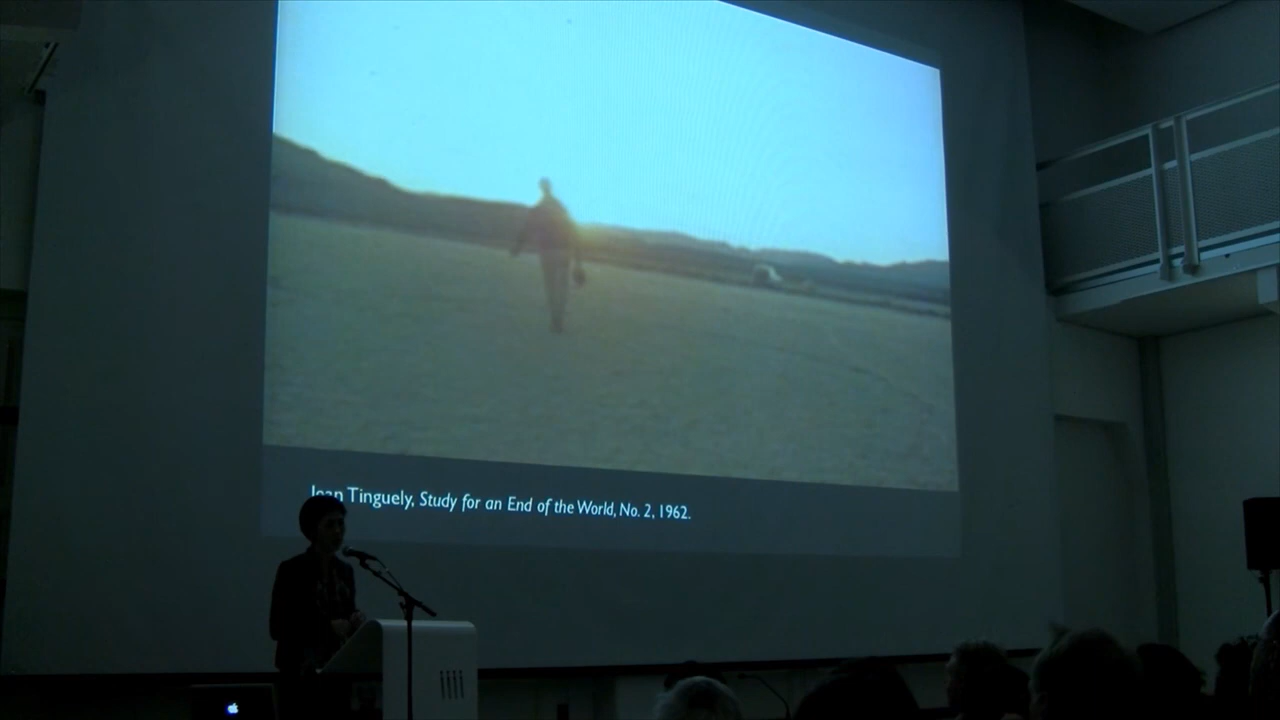 Jean Tinguely, Study for an End of the World, No. 2, 1962.